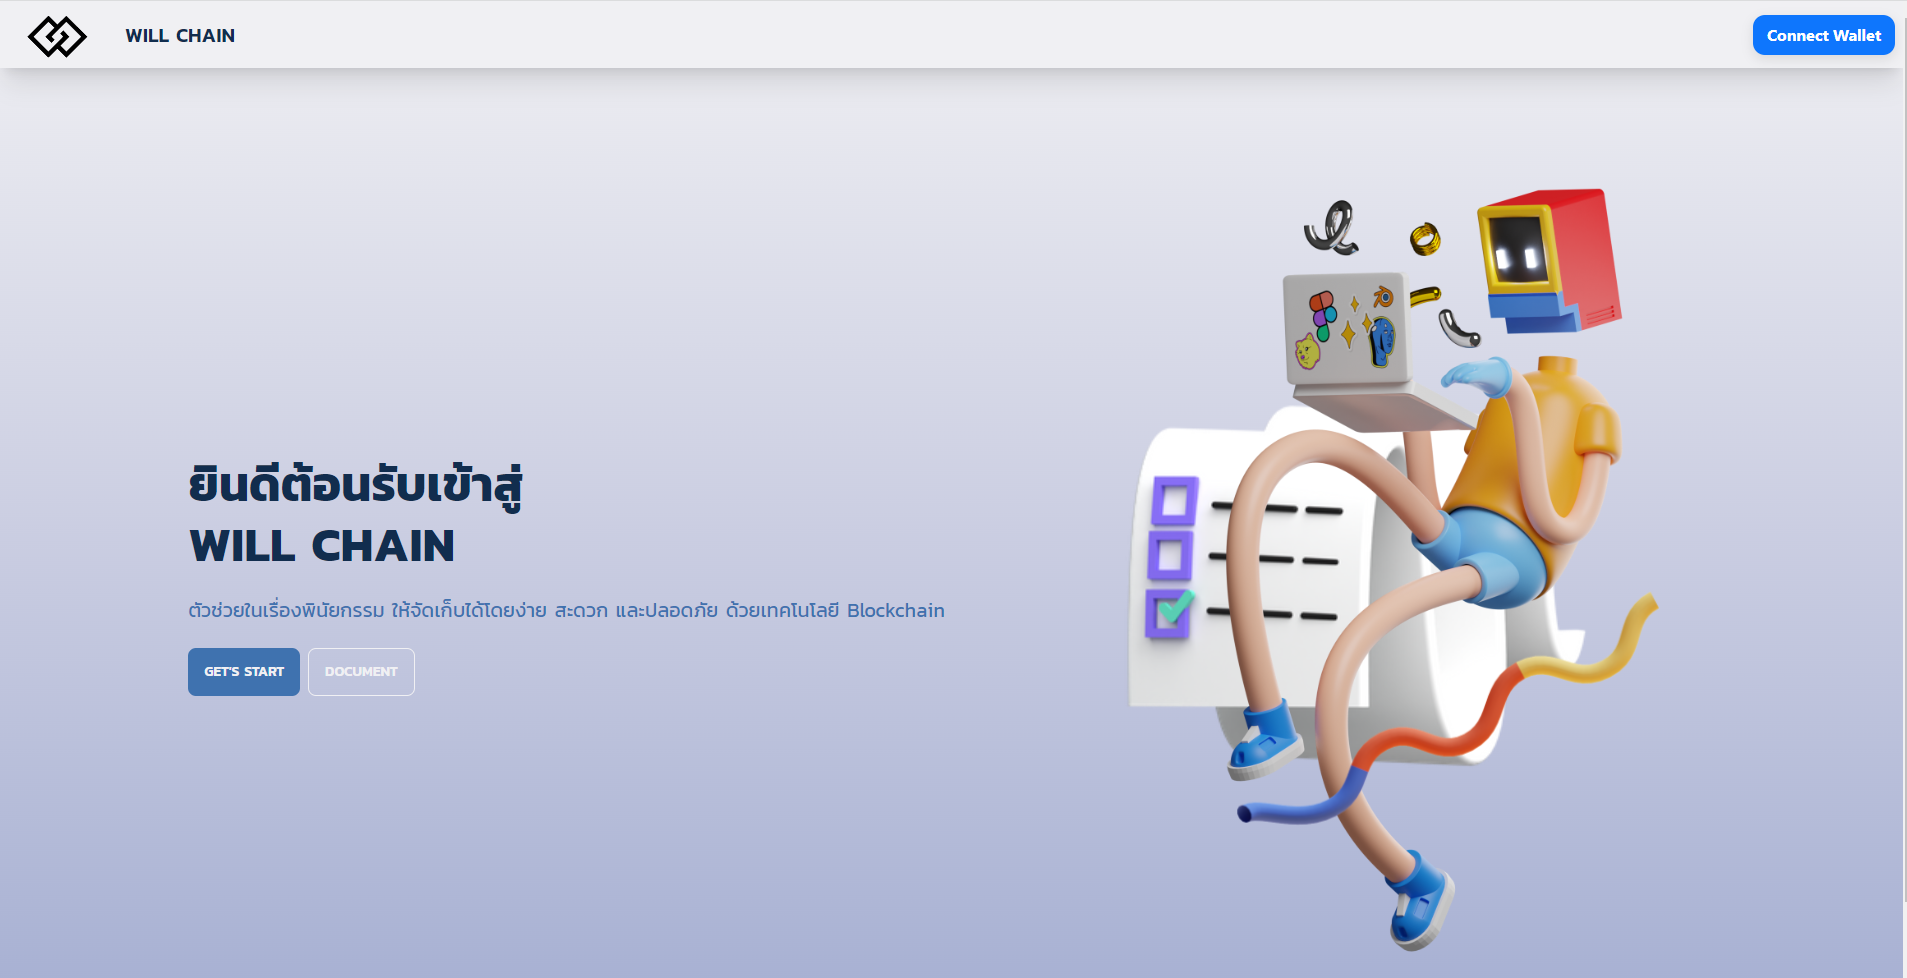 WILL CHAIN
Connect Wallet
ยินดีต้อนรับเข้าสู่
WILL CHAIN
ตัวช่วยในเรื่องพินัยกรรม ให้จัดเก็บได้โดยง่าย สะดวก และปลอดภัย ด้วยเทคโนโลยี Blockchain
GET'S START
DOCUMENT